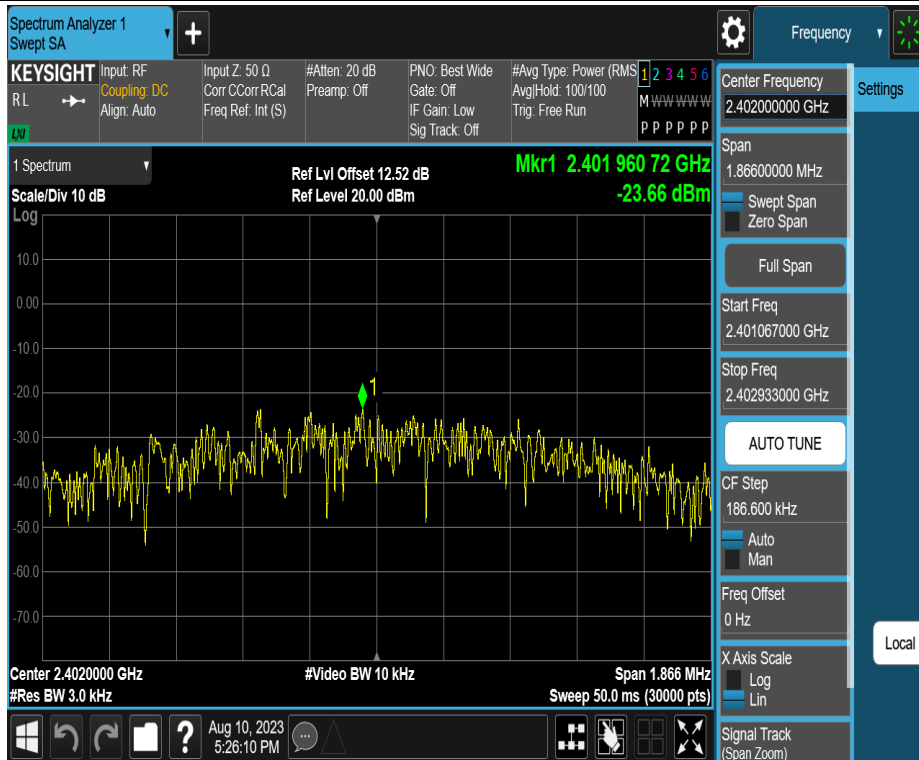 Spectrum Analyzer 1
Swept SA
+
Frequency
KEYSIGHT
R L
LNI
Input: RF
Coupling: DC
Align: Auto
Input Z: 50 Ω
Corr CCorr RCal
Freq Ref: Int (S)
#Atten: 20 dB
Preamp: Off
PNO: Best Wide
Gate: Off
IF Gain: Low
Sig Track: Off
#Avg Type: Power (RMS
Avg|Hold: 100/100
Trig: Free Run
1 2 3 4 5 6
M W W W W W
P P P P P P
1 Spectrum
Scale/Div 10 dB
Log
Ref Lvl Offset 12.52 dB
Ref Level 20.00 dBm
Mkr1 2.401 960 72 GHz
-23.66 dBm
10.0
0.00
-10.0
-20.0
-30.0
-40.0
-50.0
-60.0
-70.0
1
Center 2.4020000 GHz
#Res BW 3.0 kHz
#Video BW 10 kHz
Span 1.866 MHz
Sweep 50.0 ms (30000 pts)
Center Frequency
2.402000000 GHz
Span
1.86600000 MHz
Swept Span
Zero Span
Full Span
Start Freq
2.401067000 GHz
Stop Freq
2.402933000 GHz
AUTO TUNE
CF Step
186.600 kHz
Auto
Man
Freq Offset
0 Hz
X Axis Scale
Log
Lin
Signal Track
(Span Zoom)
Settings
Local
?
Aug 10, 2023
5:26:10 PM